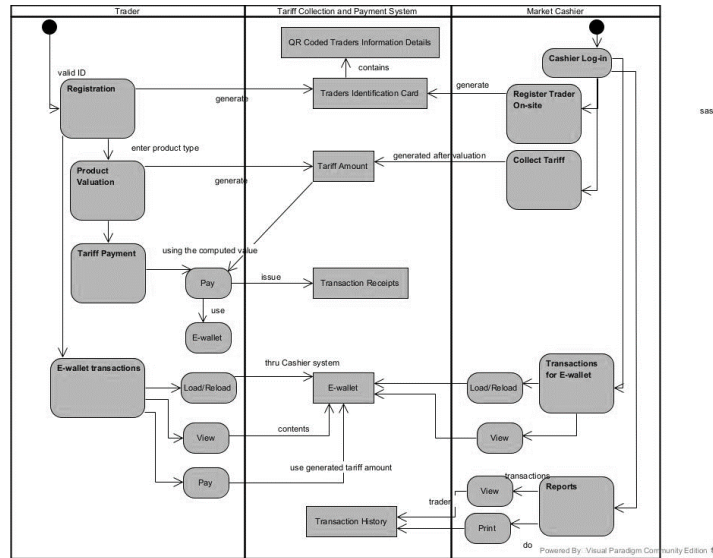 Trader
Tariff Collection and Payment System
Market Cashier
QR Coded Traders Information Details
Cashier Log-in
contains
valid ID
Registration
generate
Traders Identification Card
generate
Register Trader
On-site
sas
enter product type
Product
Valuation
generate
Tariff Amount
generated after valuation
Collect Tariff
Tariff Payment
using the computed value
Pay
issue
Transaction Receipts
use
E-wallet
E-wallet transactions
thru Cashier system
Load/Reload
E-wallet
Load/Reload
Transactions
for E-wallet
View
contents
View
use generated tariff amount
Pay
transactions
Reports
View
trader
Transaction History
Print
do
Powered By: Visual Paradigm Community Edition